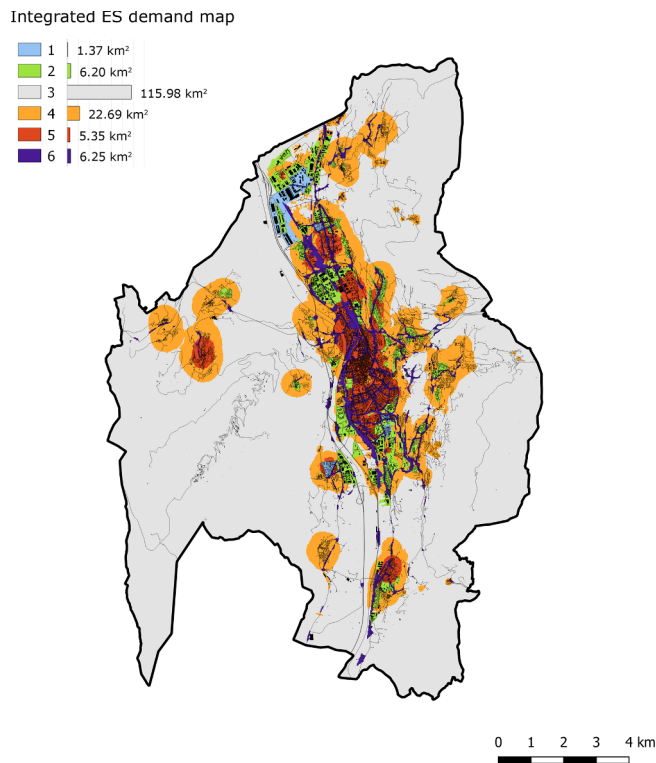 Integrated ES demand map
1 1.37 km²
2 6.20 km²
3 115.98 km²
4 22.69 km²
5 5.35 km²
6 6.25 km²
0 1 2 3 4 km